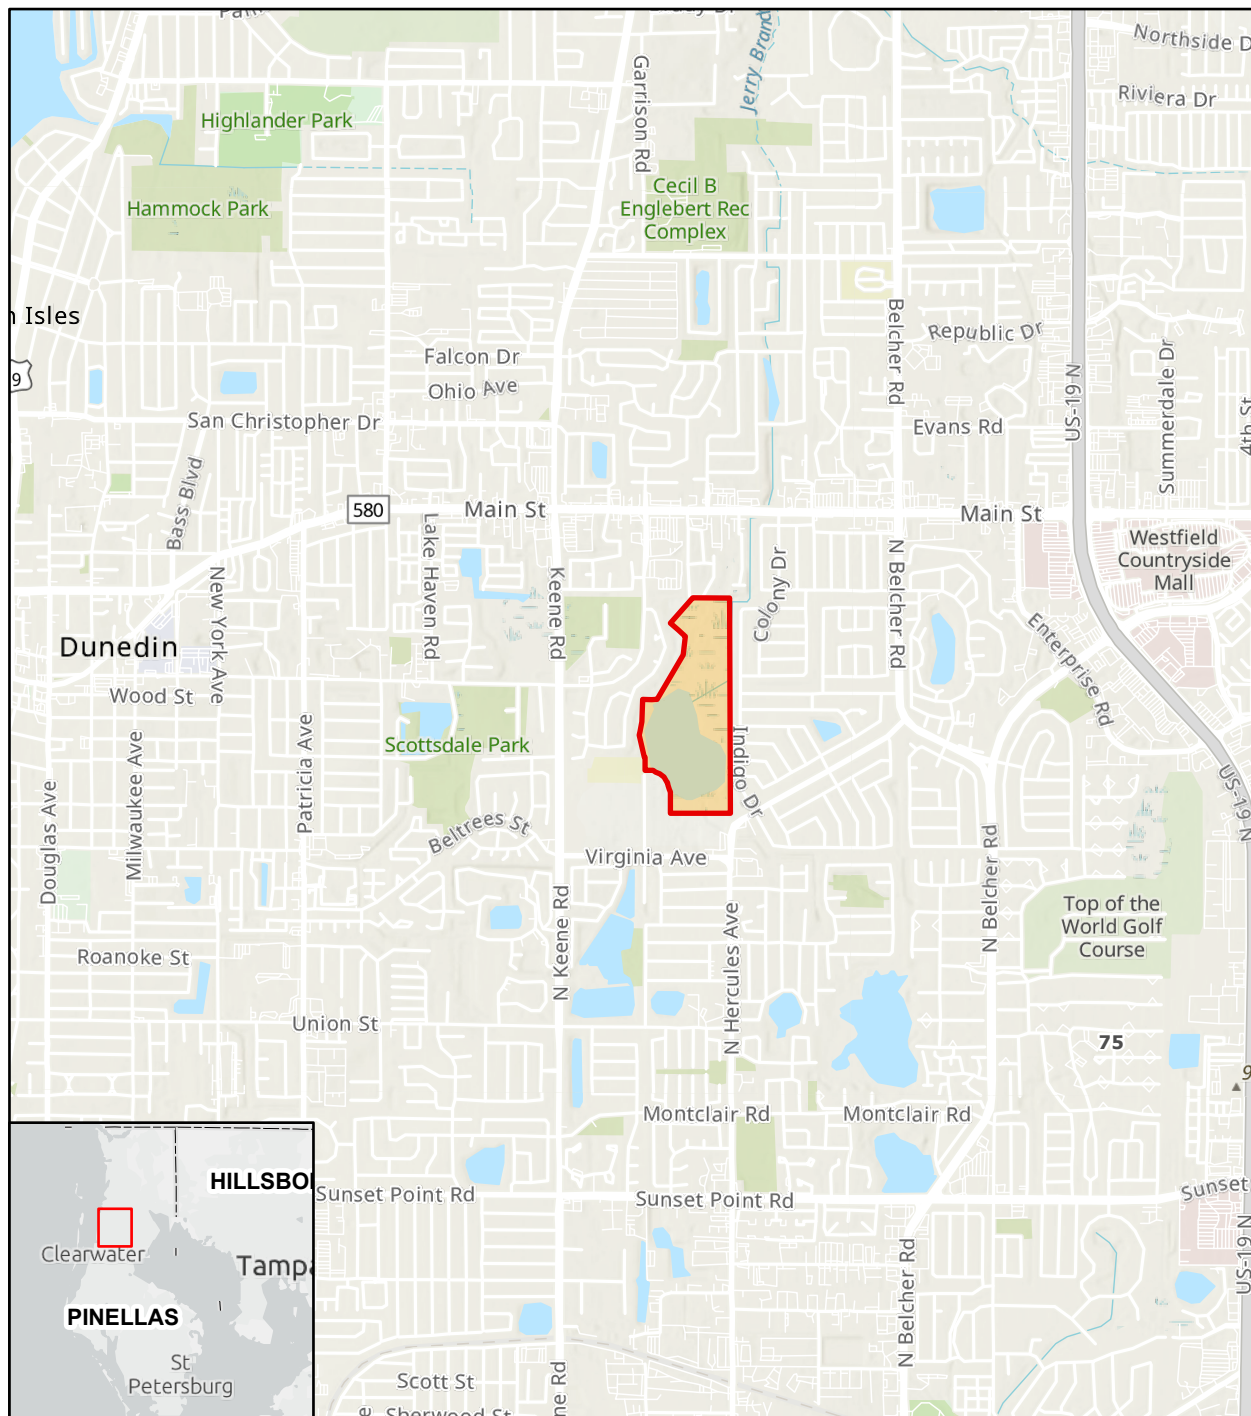 Northside D
Garrison Rd
Jerry Branch
Riviera Dr
Highlander Park
Cecil B
Englebert Rec
Complex
Hammock Park
n Isles
Belcher Rd
Republic Dr
Falcon Dr
Ohio Ave
9
US-19 N
Summerdale Dr
4th St
San Christopher Dr
Evans Rd
Bass Blvd
580
Main St
Main St
Lake Haven Rd
Westfield
Countryside
Mall
Keene Rd
Colony Dr
N Belcher Rd
New York Ave
Dunedin
Enterprise Rd
Wood St
Scottsdale Park
Indigo Dr
Patricia Ave
Milwaukee Ave
Douglas Ave
US-19 N
Beltrees St
Virginia Ave
N Belcher Rd
Top of the
World Golf
Course
N Keene Rd
N Hercules Ave
Roanoke St
Union St
75
9
Montclair Rd
Montclair Rd
HILLSBO
Sunset Point Rd
Sunset Point Rd
Sunset
US-19 N
Clearwater
Tampa
N Belcher Rd
PINELLAS
St
Petersburg
Scott St
ne Rd
Sherwood St